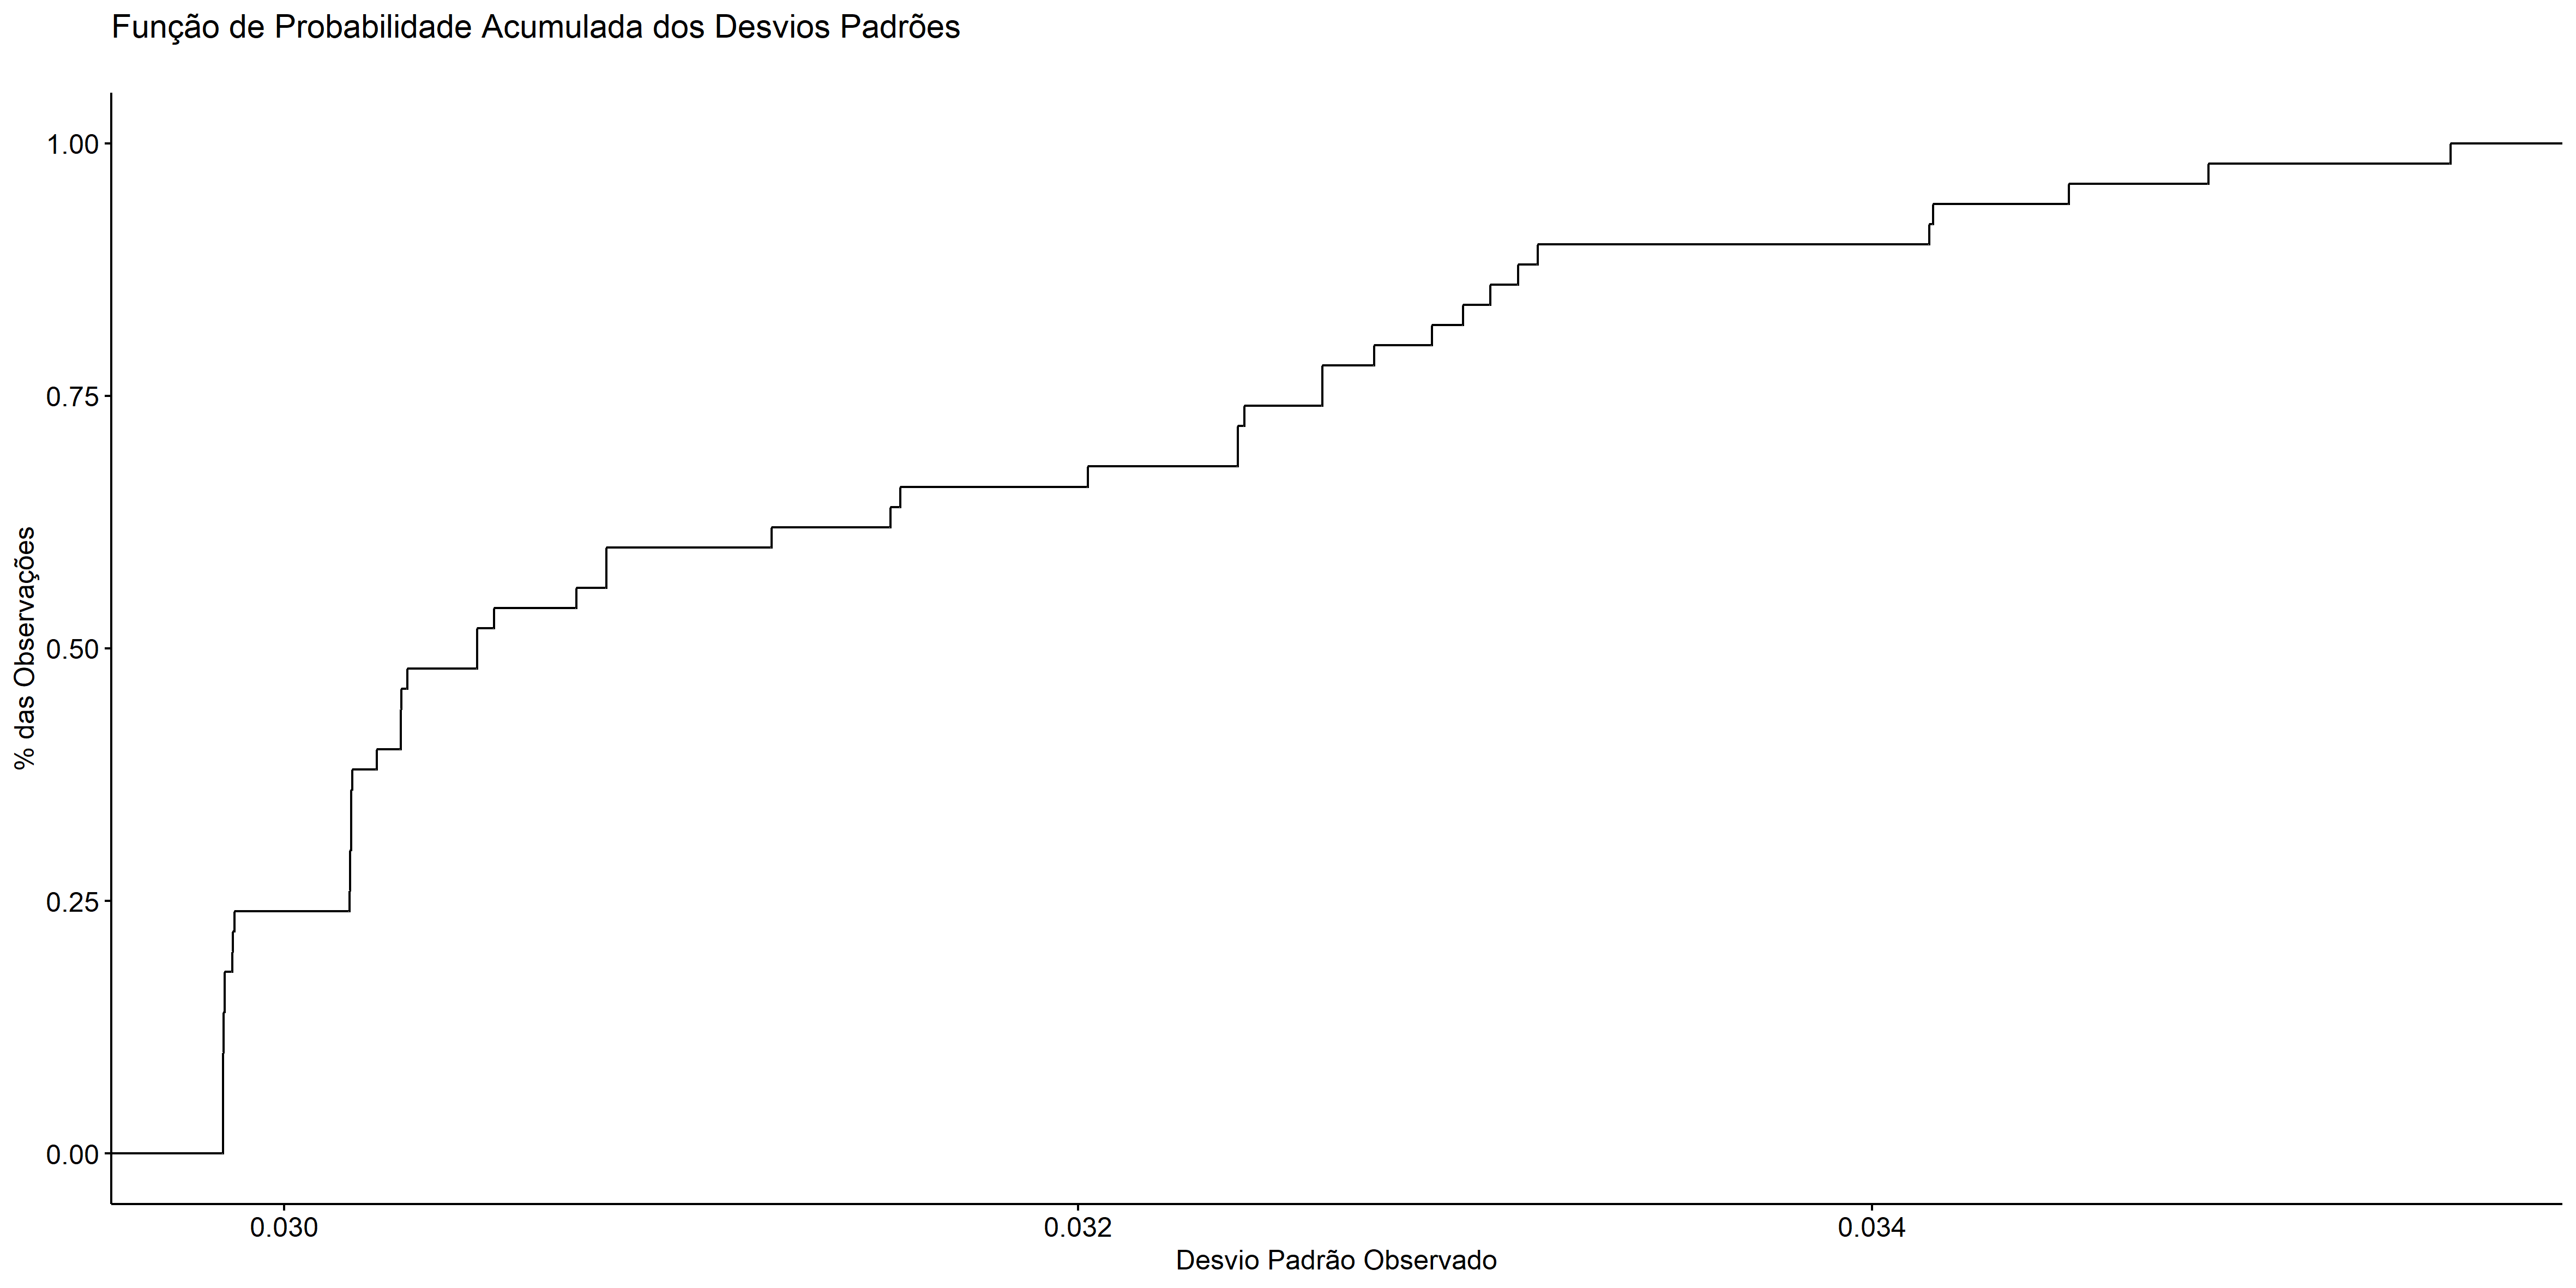 Função de Probabilidade Acumulada dos Desvios Padrões
1.00
0.75
0.50
0.25
0.00
% das Observações
0.030
0.032
0.034
Desvio Padrão Observado